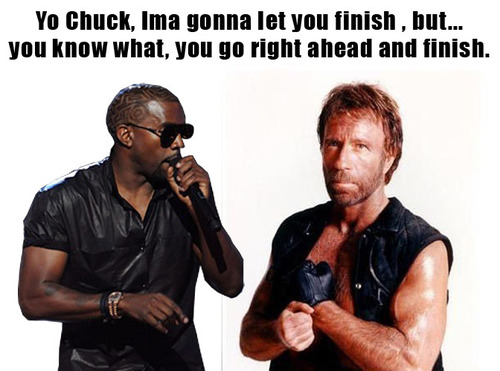 Yo Chuck, Ima gonna let you finish , but...
you know what, you go right ahead and finish.